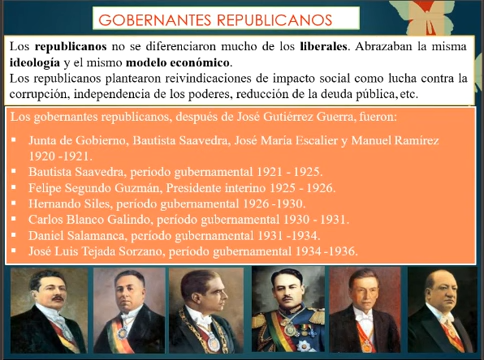 GOBERNANTES REPUBLICANOS
Los republicanos no se diferenciaron mucho de los liberales. Abrazaban la misma
ideología y el mismo modelo económico.
Los republicanos plantearon reivindicaciones de impacto social como lucha contra la
corrupción, independencia de los poderes, reducción de la deuda pública, etc.
Los gobernantes republicanos, después de José Gutiérrez Guerra, fueron:
▪ Junta de Gobierno, Bautista Saavedra, José María Escalier y Manuel Ramírez
1920 -1921.
▪ Bautista Saavedra, período gubernamental 1921 - 1925.
▪ Felipe Segundo Guzmán, Presidente interino 1925 - 1926.
▪ Hernando Siles, período gubernamental 1926 -1930.
▪ Carlos Blanco Galindo, período gubernamental 1930 - 1931.
▪ Daniel Salamanca, período gubernamental 1931 -1934.
▪ José Luis Tejada Sorzano, período gubernamental 1934 -1936.